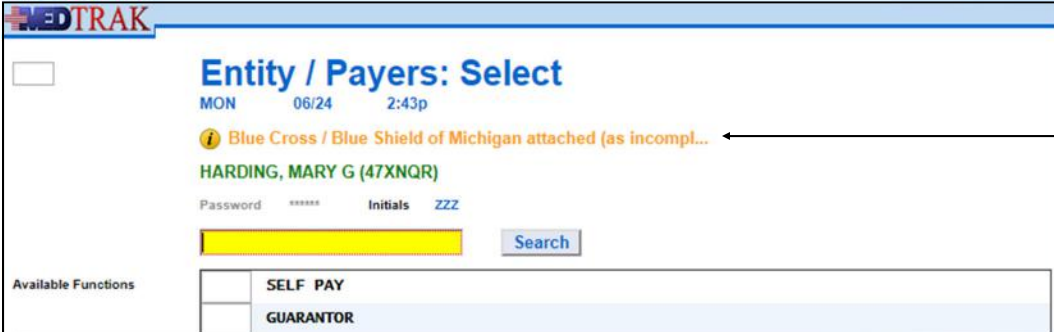 MEDTRAK
Entity / Payers: Select
MON 06/24 2:43p
i Blue Cross / Blue Shield of Michigan attached (as incompl...
HARDING, MARY G (47XNQR)
Password ****** Initials ZZZ
Search
Available Functions
SELF PAY
GUARANTOR